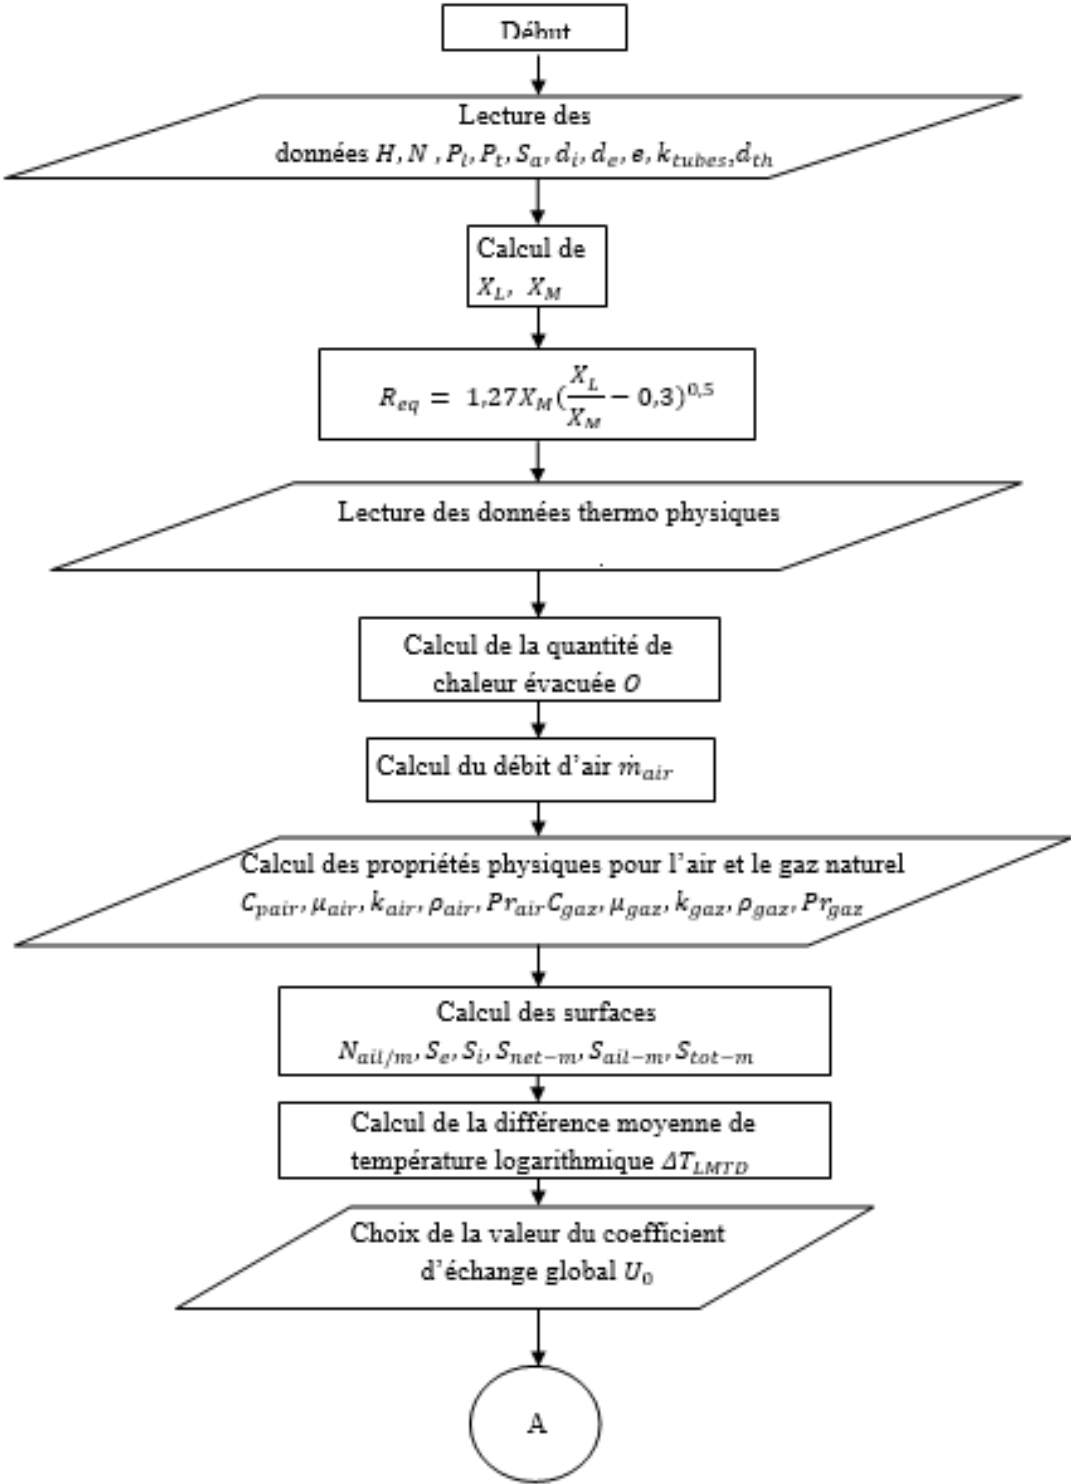 Début
Lecture des
données H, N , P_l, P_t, S_a, d_i, d_e, e, k_tubes,d_th
Calcul de
X_L, X_M
R_eq = 1,27X_M(X_L/X_M − 0,3)^0,5
Lecture des données thermo physiques
.
Calcul de la quantité de
chaleur évacuée O
Calcul du débit d’air ṁ_air
Calcul des propriétés physiques pour l’air et le gaz naturel
C_pair, μ_air, k_air, ρ_air, Pr_air C_gaz, μ_gaz, k_gaz, ρ_gaz, Pr_gaz
Calcul des surfaces
N_ail/m, S_e, S_i, S_net−m, S_ail−m, S_tot−m
Calcul de la différence moyenne de
température logarithmique ΔT_LMTD
Choix de la valeur du coefficient
d’échange global U_0
A